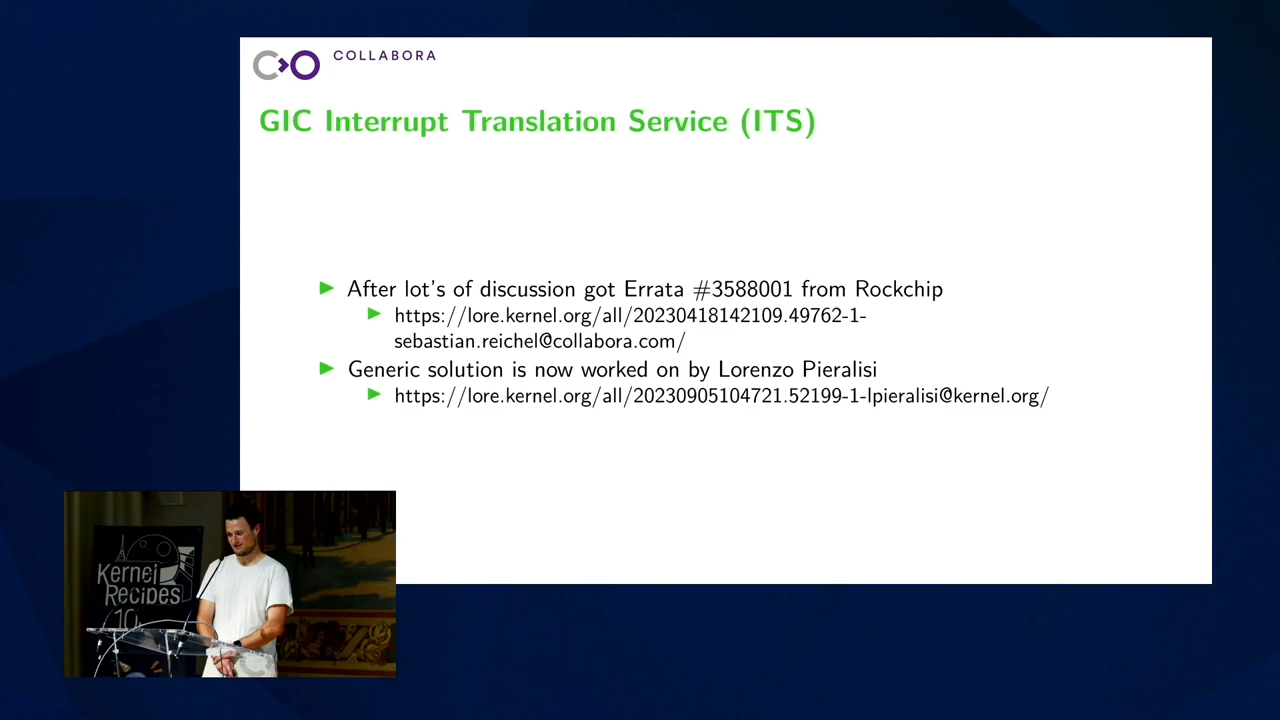 COLLABORA
GIC Interrupt Translation Service (ITS)
After lot's of discussion got Errata #3588001 from Rockchip
https://lore.kernel.org/all/20230418142109.49762-1-
sebastian.reichel@collabora.com/
Generic solution is now worked on by Lorenzo Pieralisi
https://lore.kernel.org/all/20230905104721.52199-1-lpieralisi@kernel.org/
Kernel
Recipes
10